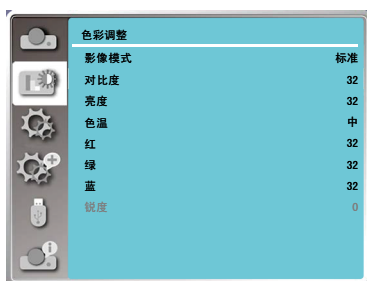 色彩调整
影像模式 标准
对比度 32
亮度 32
色温 中
红 32
绿 32
蓝 32
锐度 0